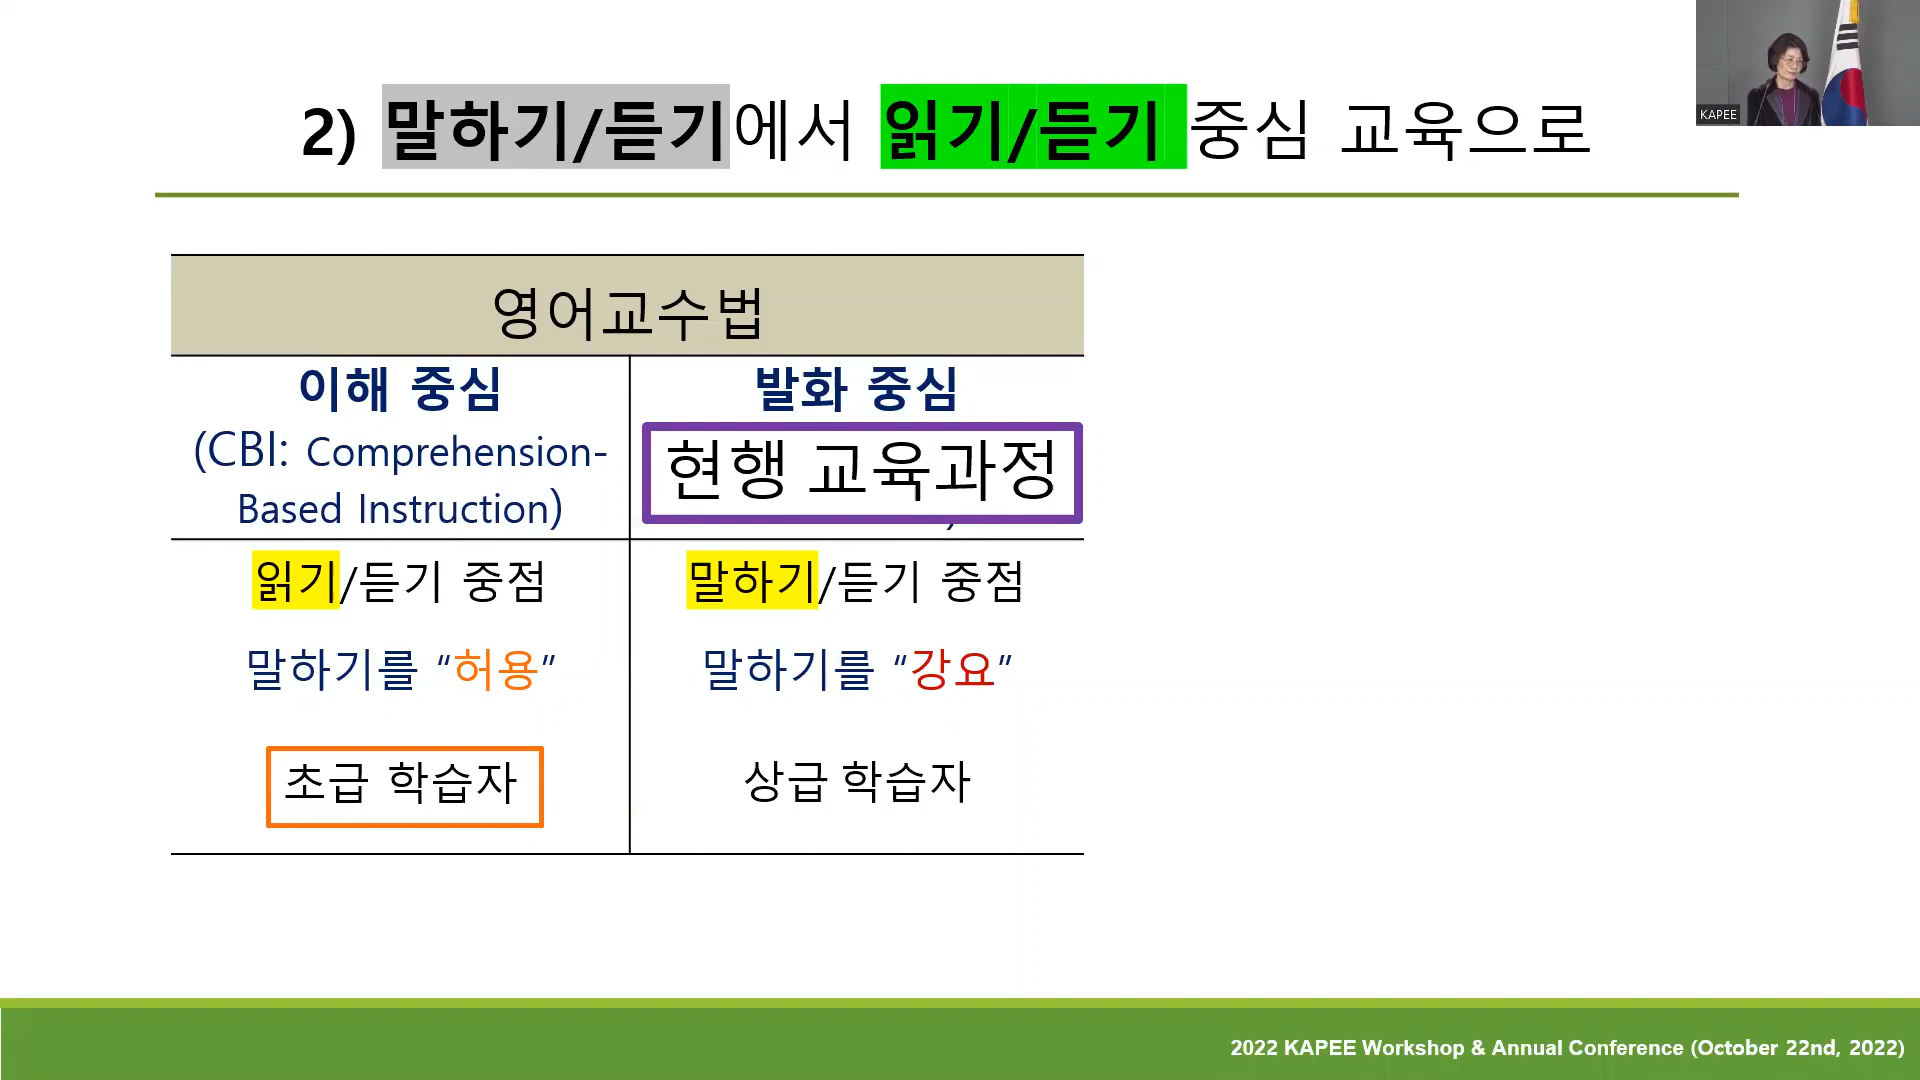 KAPEE
2) 말하기/듣기에서 읽기/듣기 중심 교육으로
영어교수법
이해 중심
(CBI: Comprehension-
Based Instruction)
발화 중심
현행 교육과정
읽기/듣기 중점
말하기/듣기 중점
말하기를 “허용”
말하기를 “강요”
초급 학습자
상급 학습자
2022 KAPEE Workshop & Annual Conference (October 22nd, 2022)